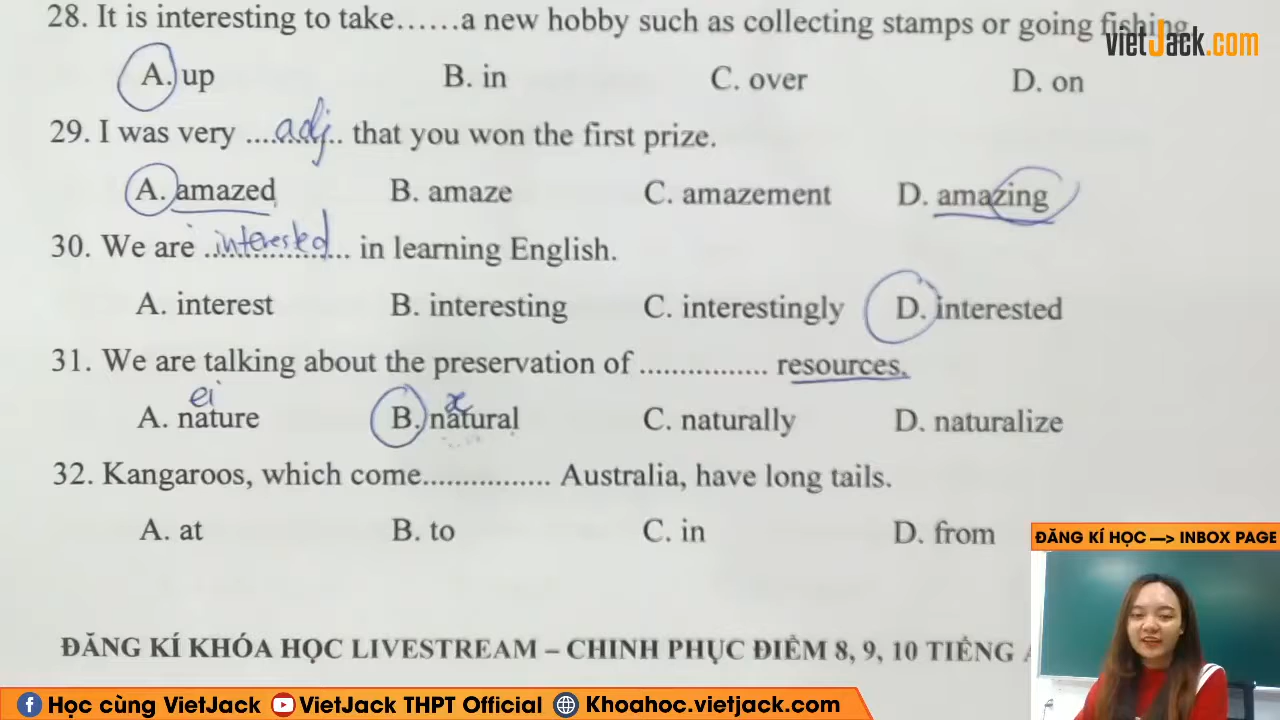 28. It is interesting to take……a new hobby such as collecting stamps or going fishing
vietJack.com
A. up B. in C. over D. on
29. I was very ....adj.. that you won the first prize.
A. amazed B. amaze C. amazement D. amazing
30. We are ..interested... in learning English.
A. interest B. interesting C. interestingly D. interested
31. We are talking about the preservation of ................ resources.
ei æ
A. nature B. natural C. naturally D. naturalize
32. Kangaroos, which come................ Australia, have long tails.
A. at B. to C. in D. from
ĐĂNG KÍ HỌC —> INBOX PAGE
ĐĂNG KÍ KHÓA HỌC LIVESTREAM – CHINH PHỤC ĐIỂM 8, 9, 10 TIẾNG
Học cùng VietJack VietJack THPT Official Khoahoc.vietjack.com